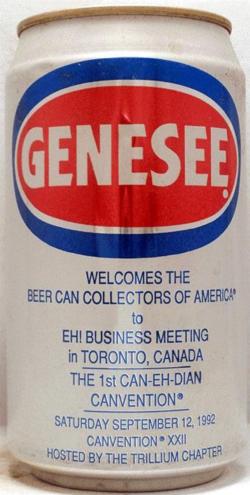 GENESEE®
WELCOMES THE
BEER CAN COLLECTORS OF AMERICA®
to
EH! BUSINESS MEETING
in TORONTO, CANADA
THE 1st CAN-EH-DIAN
CANVENTION®
SATURDAY SEPTEMBER 12, 1992
CANVENTION® XXII
HOSTED BY THE TRILLIUM CHAPTER